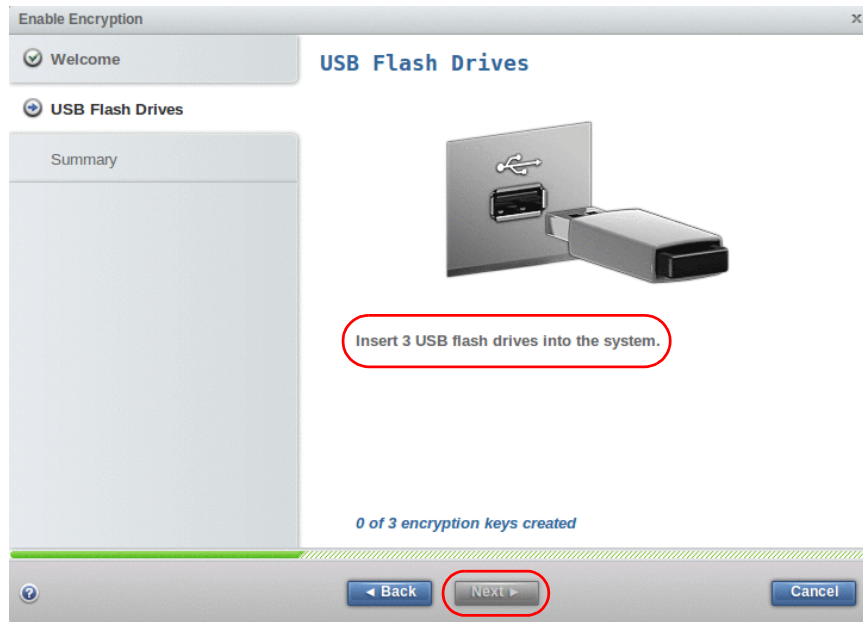 Enable Encryption
x
Welcome
USB Flash Drives
Summary
USB Flash Drives
Insert 3 USB flash drives into the system.
0 of 3 encryption keys created
?
◄ Back
Next ►
Cancel